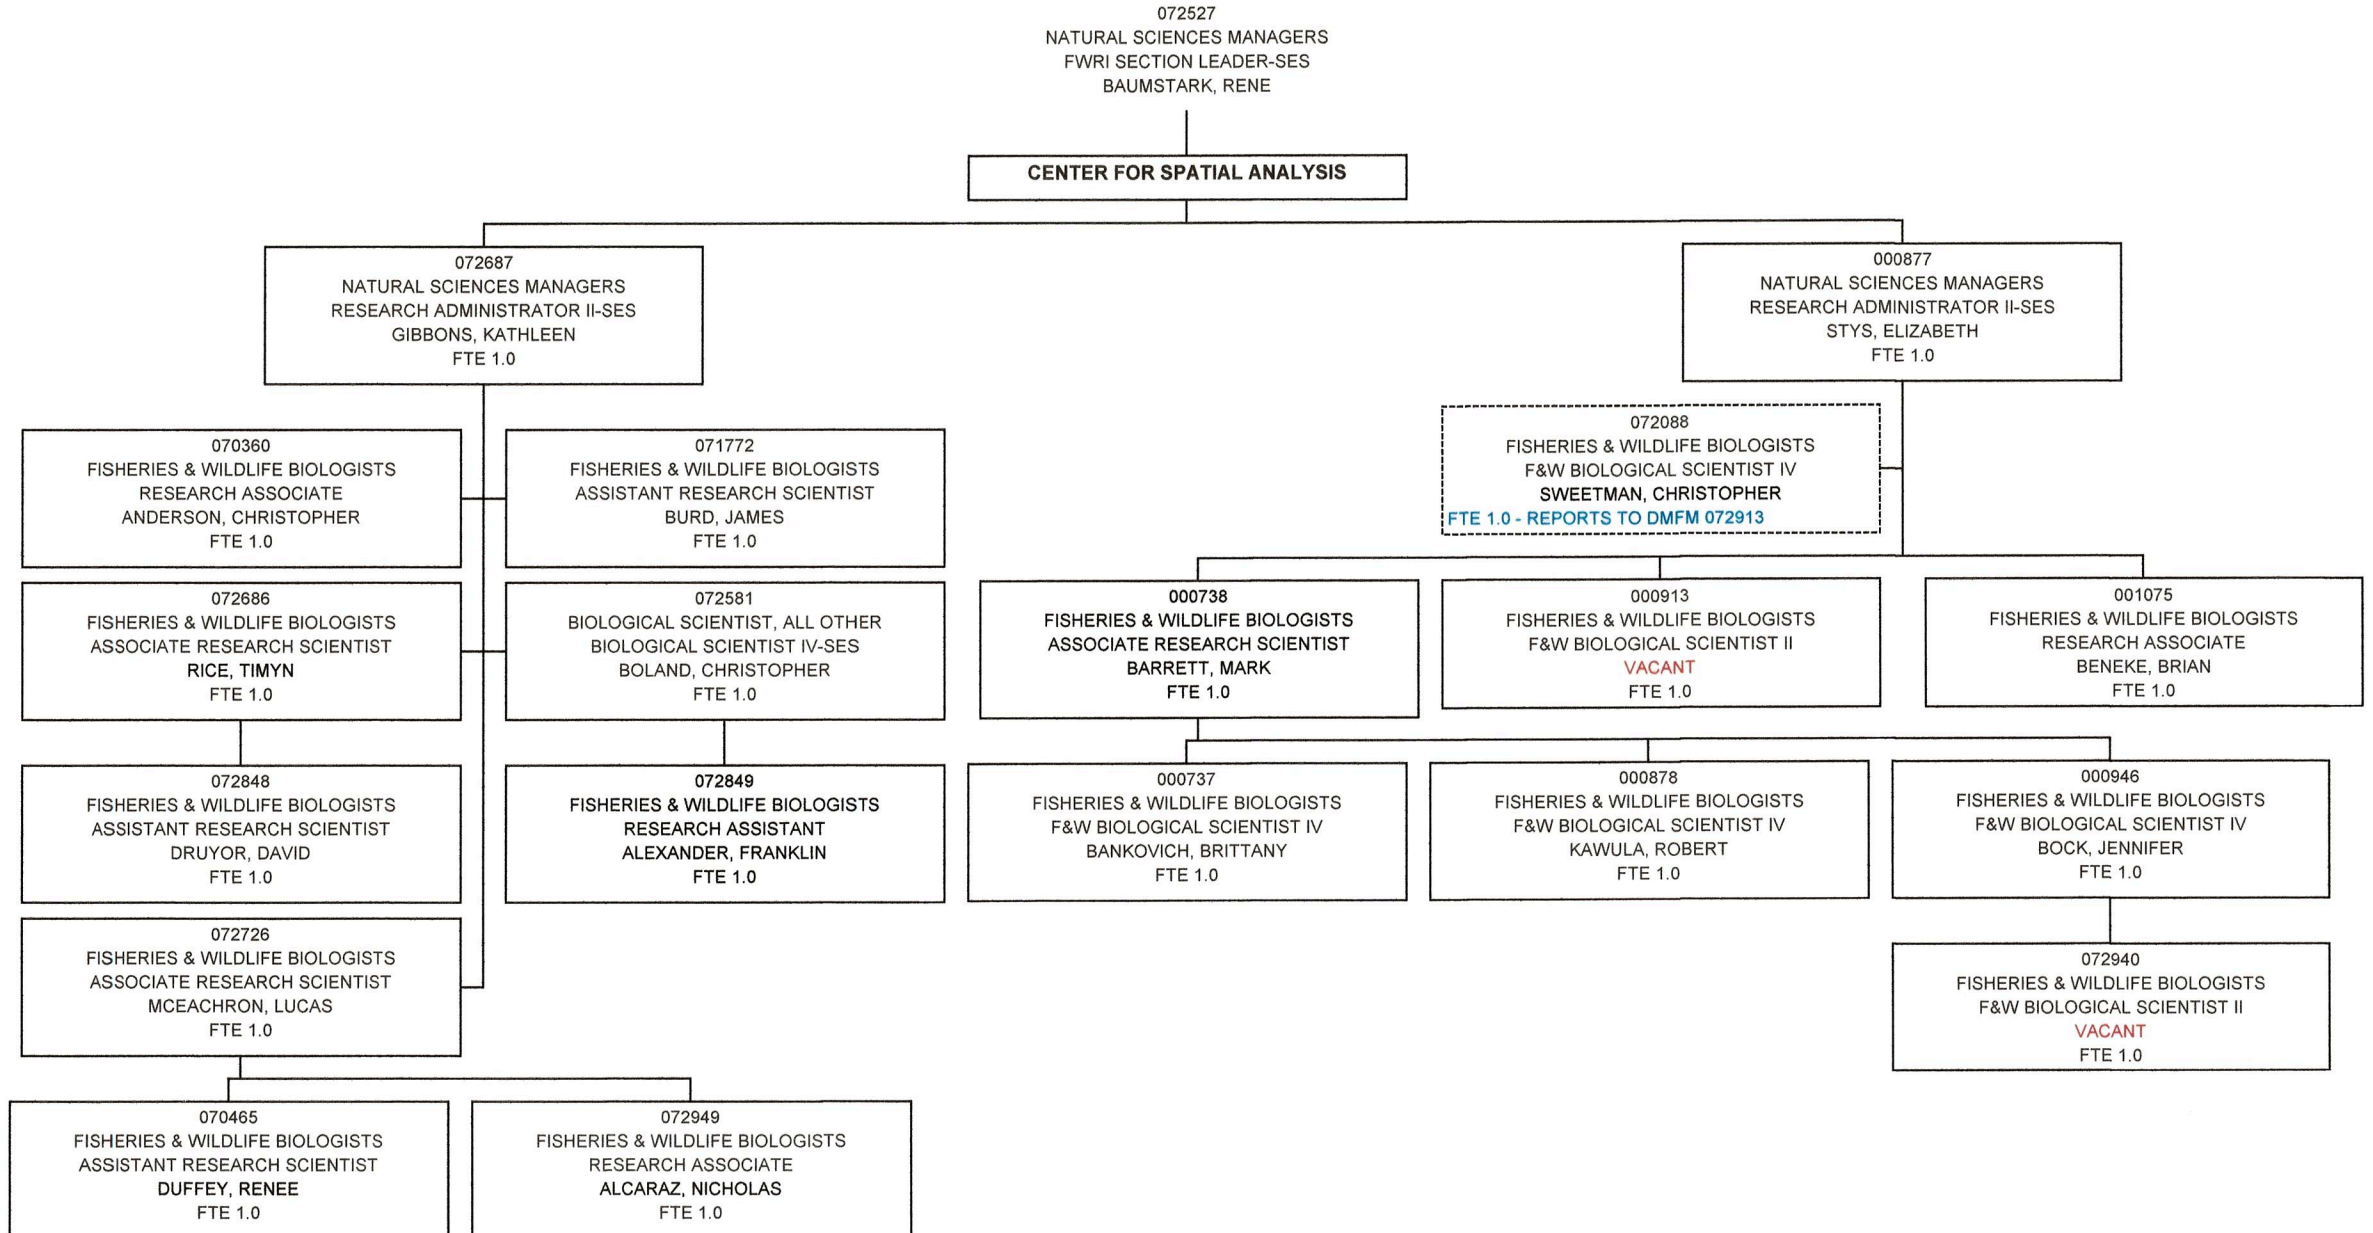 072527
NATURAL SCIENCES MANAGERS
FWRI SECTION LEADER-SES
BAUMSTARK, RENE
CENTER FOR SPATIAL ANALYSIS
072687
NATURAL SCIENCES MANAGERS
RESEARCH ADMINISTRATOR II-SES
GIBBONS, KATHLEEN
FTE 1.0
000877
NATURAL SCIENCES MANAGERS
RESEARCH ADMINISTRATOR II-SES
STYS, ELIZABETH
FTE 1.0
070360
FISHERIES & WILDLIFE BIOLOGISTS
RESEARCH ASSOCIATE
ANDERSON, CHRISTOPHER
FTE 1.0
071772
FISHERIES & WILDLIFE BIOLOGISTS
ASSISTANT RESEARCH SCIENTIST
BURD, JAMES
FTE 1.0
072088
FISHERIES & WILDLIFE BIOLOGISTS
F&W BIOLOGICAL SCIENTIST IV
SWEETMAN, CHRISTOPHER
FTE 1.0 - REPORTS TO DMFM 072913
072686
FISHERIES & WILDLIFE BIOLOGISTS
ASSOCIATE RESEARCH SCIENTIST
RICE, TIMYN
FTE 1.0
072581
BIOLOGICAL SCIENTIST, ALL OTHER
BIOLOGICAL SCIENTIST IV-SES
BOLAND, CHRISTOPHER
FTE 1.0
000738
FISHERIES & WILDLIFE BIOLOGISTS
ASSOCIATE RESEARCH SCIENTIST
BARRETT, MARK
FTE 1.0
000913
FISHERIES & WILDLIFE BIOLOGISTS
F&W BIOLOGICAL SCIENTIST II
VACANT
FTE 1.0
001075
FISHERIES & WILDLIFE BIOLOGISTS
RESEARCH ASSOCIATE
BENEKE, BRIAN
FTE 1.0
072848
FISHERIES & WILDLIFE BIOLOGISTS
ASSISTANT RESEARCH SCIENTIST
DRUYOR, DAVID
FTE 1.0
072849
FISHERIES & WILDLIFE BIOLOGISTS
RESEARCH ASSISTANT
ALEXANDER, FRANKLIN
FTE 1.0
000737
FISHERIES & WILDLIFE BIOLOGISTS
F&W BIOLOGICAL SCIENTIST IV
BANKOVICH, BRITTANY
FTE 1.0
000878
FISHERIES & WILDLIFE BIOLOGISTS
F&W BIOLOGICAL SCIENTIST IV
KAWULA, ROBERT
FTE 1.0
000946
FISHERIES & WILDLIFE BIOLOGISTS
F&W BIOLOGICAL SCIENTIST IV
BOCK, JENNIFER
FTE 1.0
072726
FISHERIES & WILDLIFE BIOLOGISTS
ASSOCIATE RESEARCH SCIENTIST
MCEACHRON, LUCAS
FTE 1.0
072940
FISHERIES & WILDLIFE BIOLOGISTS
F&W BIOLOGICAL SCIENTIST II
VACANT
FTE 1.0
070465
FISHERIES & WILDLIFE BIOLOGISTS
ASSISTANT RESEARCH SCIENTIST
DUFFEY, RENEE
FTE 1.0
072949
FISHERIES & WILDLIFE BIOLOGISTS
RESEARCH ASSOCIATE
ALCARAZ, NICHOLAS
FTE 1.0